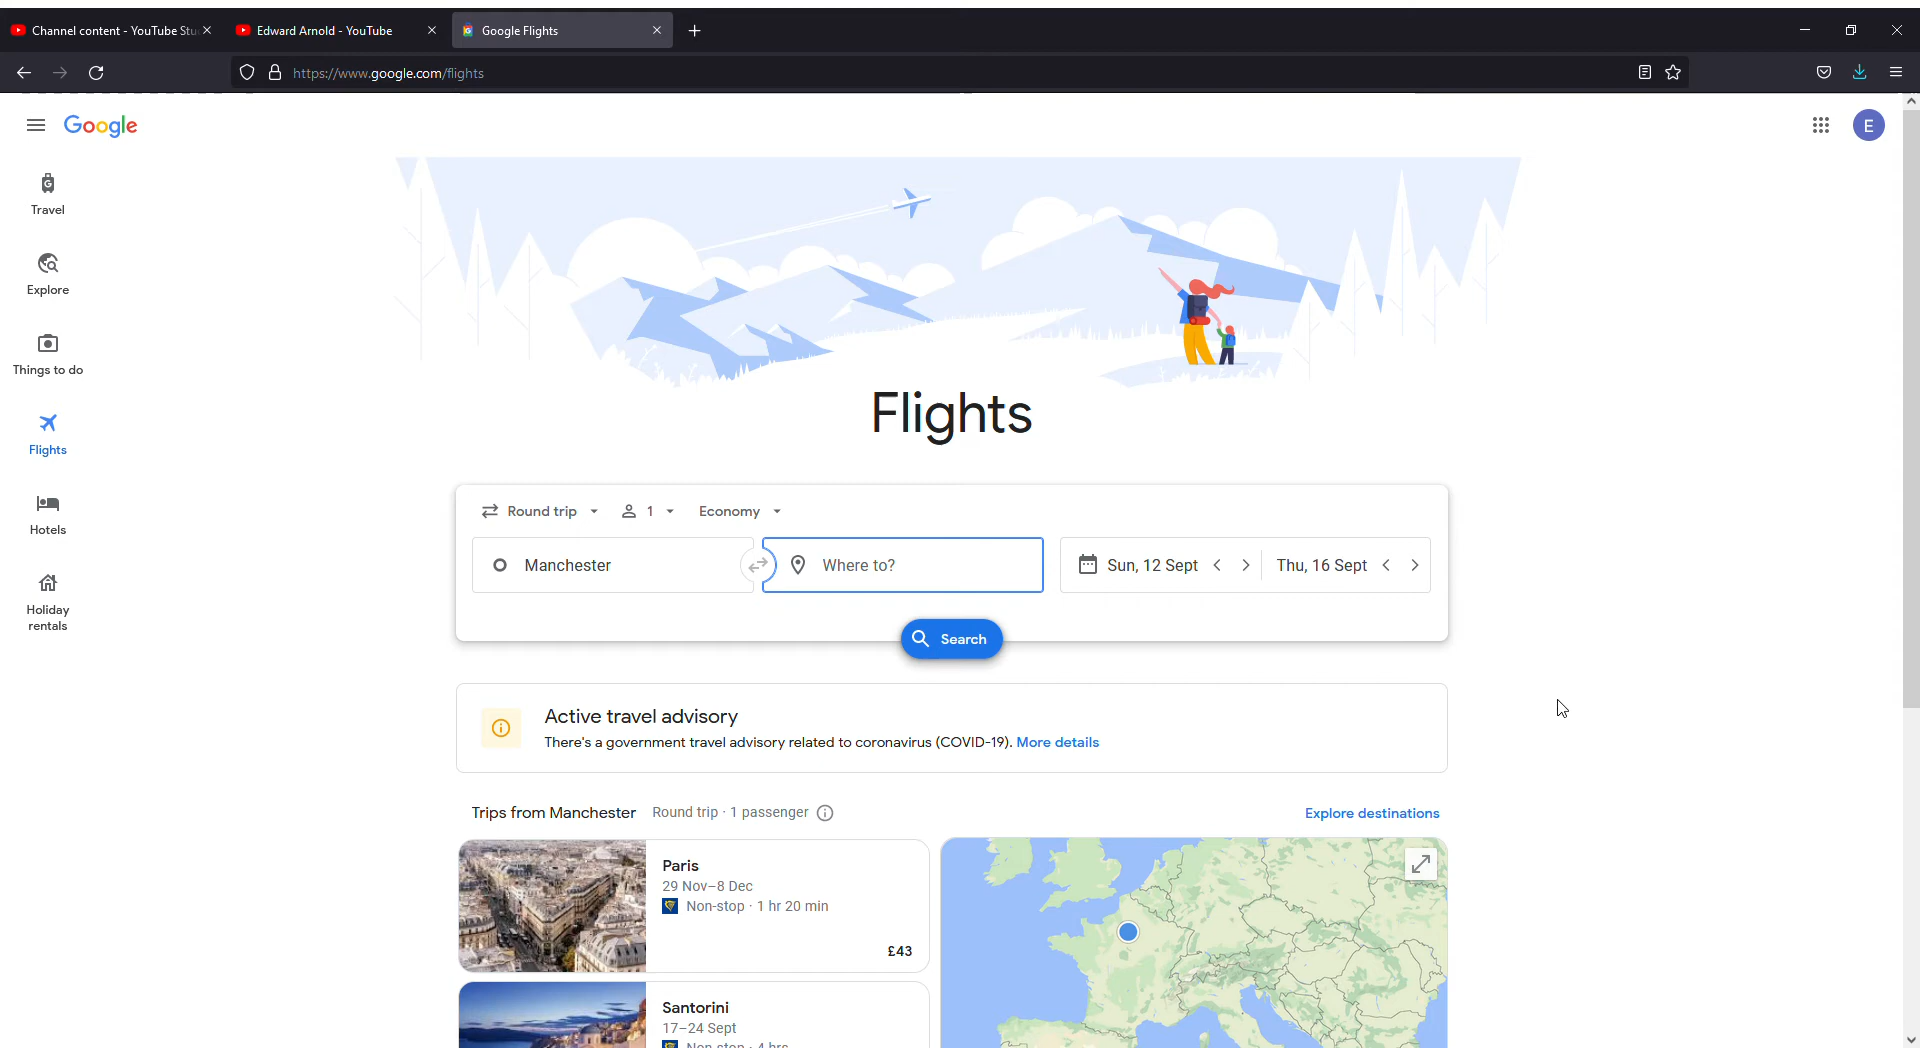 Channel content - YouTube Stu
Edward Arnold - YouTube
Google Flights
https://www.google.com/flights
Google
E
Travel
Explore
Things to do
Flights
Hotels
Holiday
rentals
Flights
Round trip 1 Economy
Manchester Where to? Sun, 12 Sept Thu, 16 Sept
Search
Active travel advisory
There's a government travel advisory related to coronavirus (COVID-19). More details
Trips from Manchester Round trip · 1 passenger
Explore destinations
Paris
29 Nov–8 Dec
Non-stop · 1 hr 20 min
£43
Santorini
17–24 Sept
Non-stop · 4 hrs